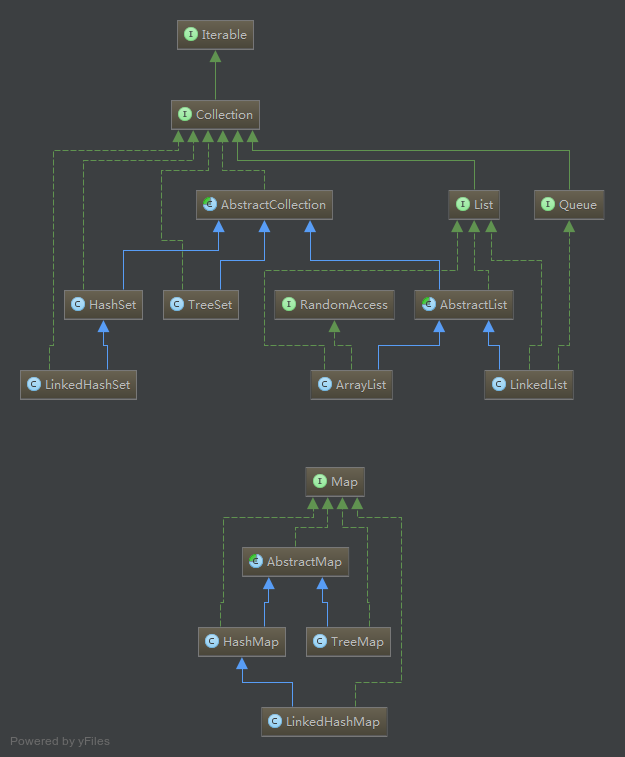 I Iterable
I Collection
C AbstractCollection
I List
I Queue
C HashSet
C TreeSet
I RandomAccess
C AbstractList
C LinkedHashSet
C ArrayList
C LinkedList
I Map
C AbstractMap
C HashMap
C TreeMap
C LinkedHashMap
Powered by yFiles